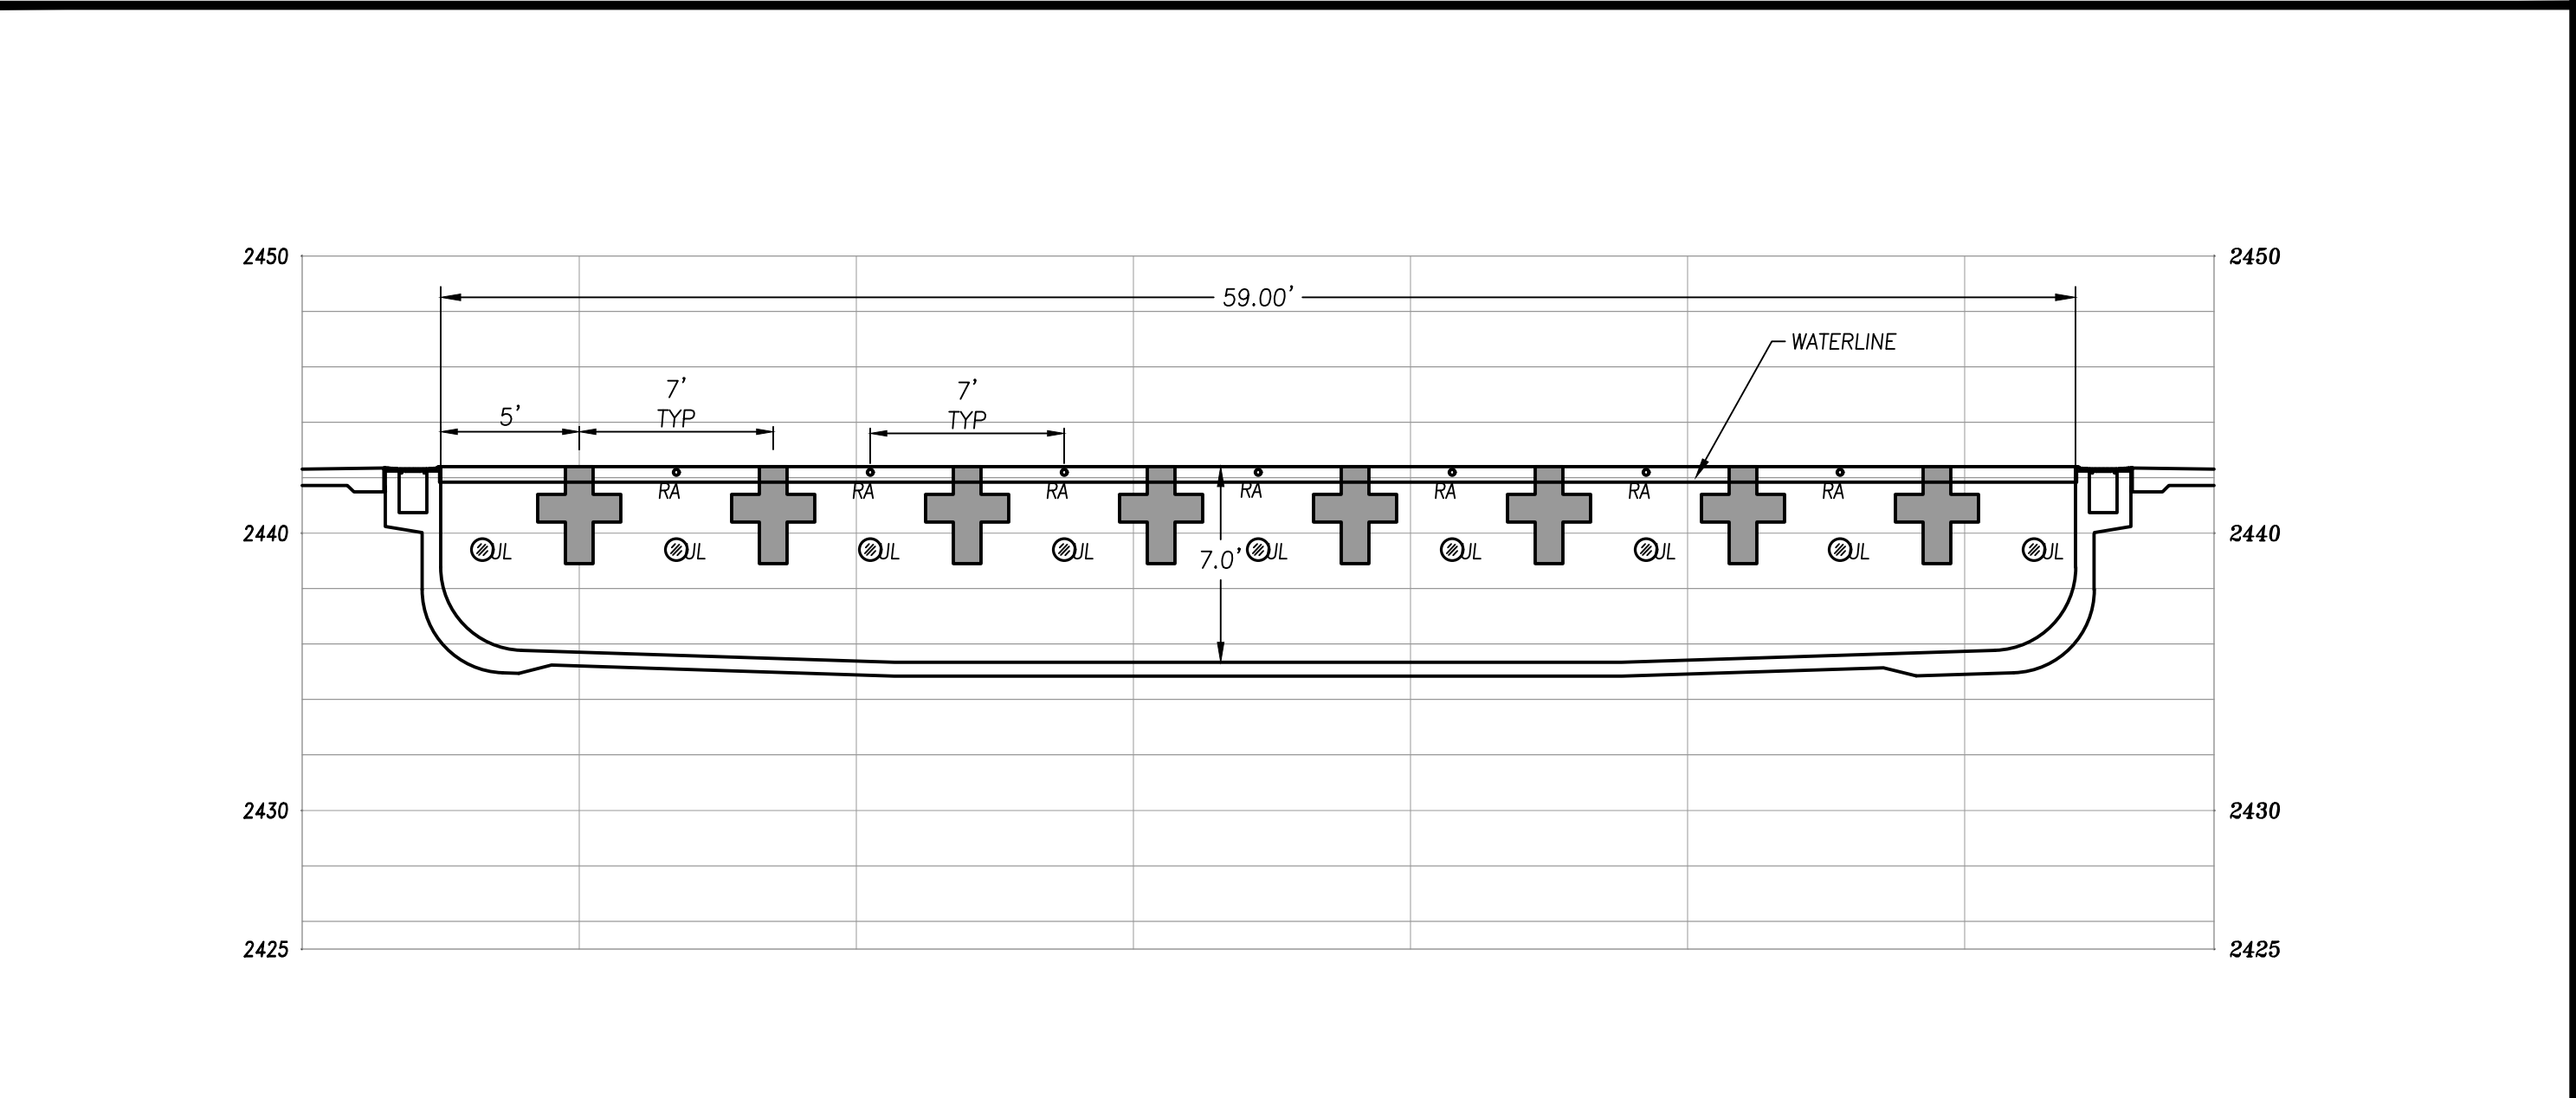 2450 2450
59.00'
WATERLINE
7' 7'
5' TYP TYP
RA RA RA RA RA RA RA
2440 2440
UL UL UL UL UL UL UL UL UL
7.0'
2430 2430
2425 2425